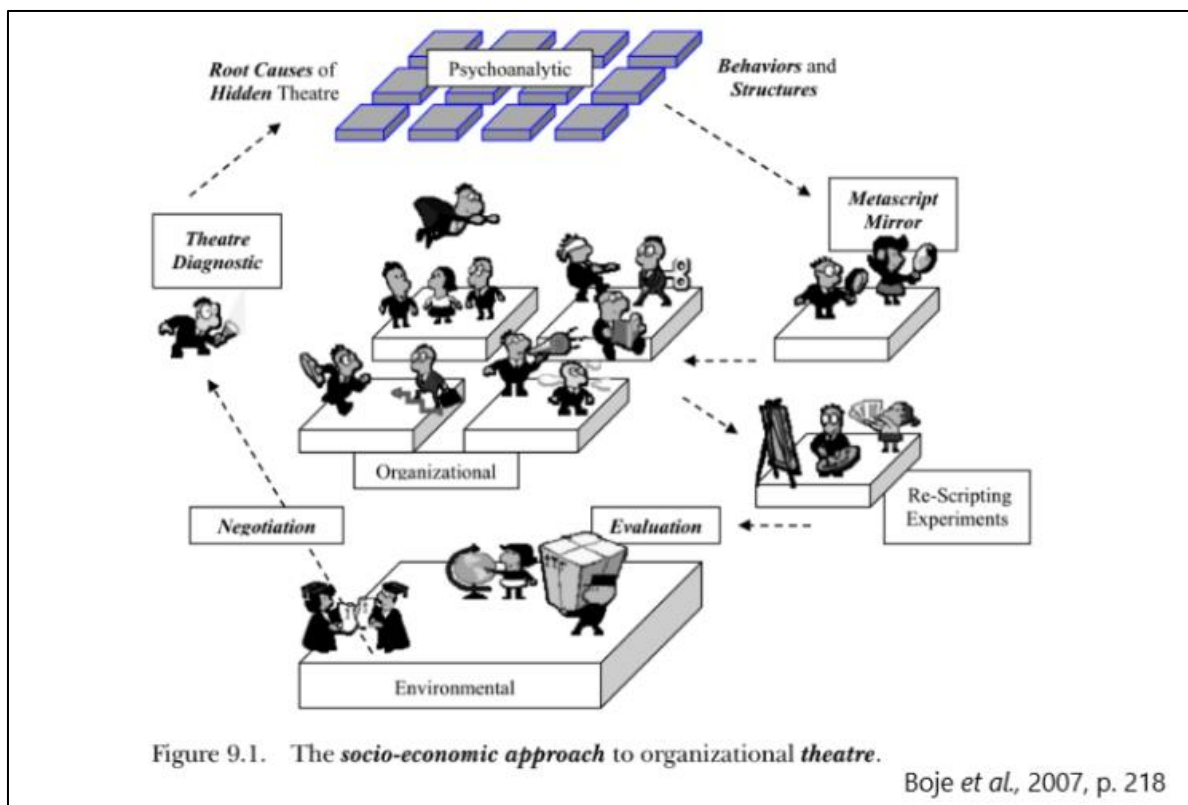 Root Causes of
Hidden Theatre
Psychoanalytic
Behaviors and
Structures
Theatre
Diagnostic
Metascript
Mirror
Organizational
Re-Scripting
Experiments
Negotiation
Evaluation
Environmental
Figure 9.1. The socio-economic approach to organizational theatre.
Boje et al., 2007, p. 218